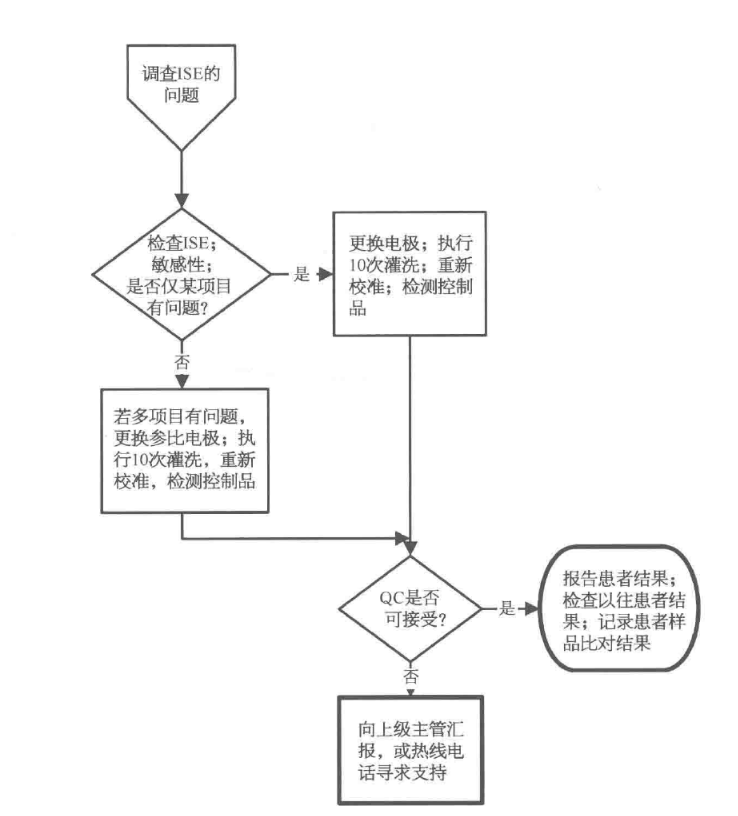 调查ISE的
问题
检查ISE;
敏感性;
是否仅某项目
有问题?
是
更换电极;执行
10次灌洗;重新
校准;检测控制
品
否
若多项目有问题,
更换参比电极;执
行10次灌洗,重新
校准,检测控制品
QC是否
可接受?
是
报告患者结果;
检查以往患者结
果;记录患者样
品比对结果
否
向上级主管汇
报,或热线电
话寻求支持